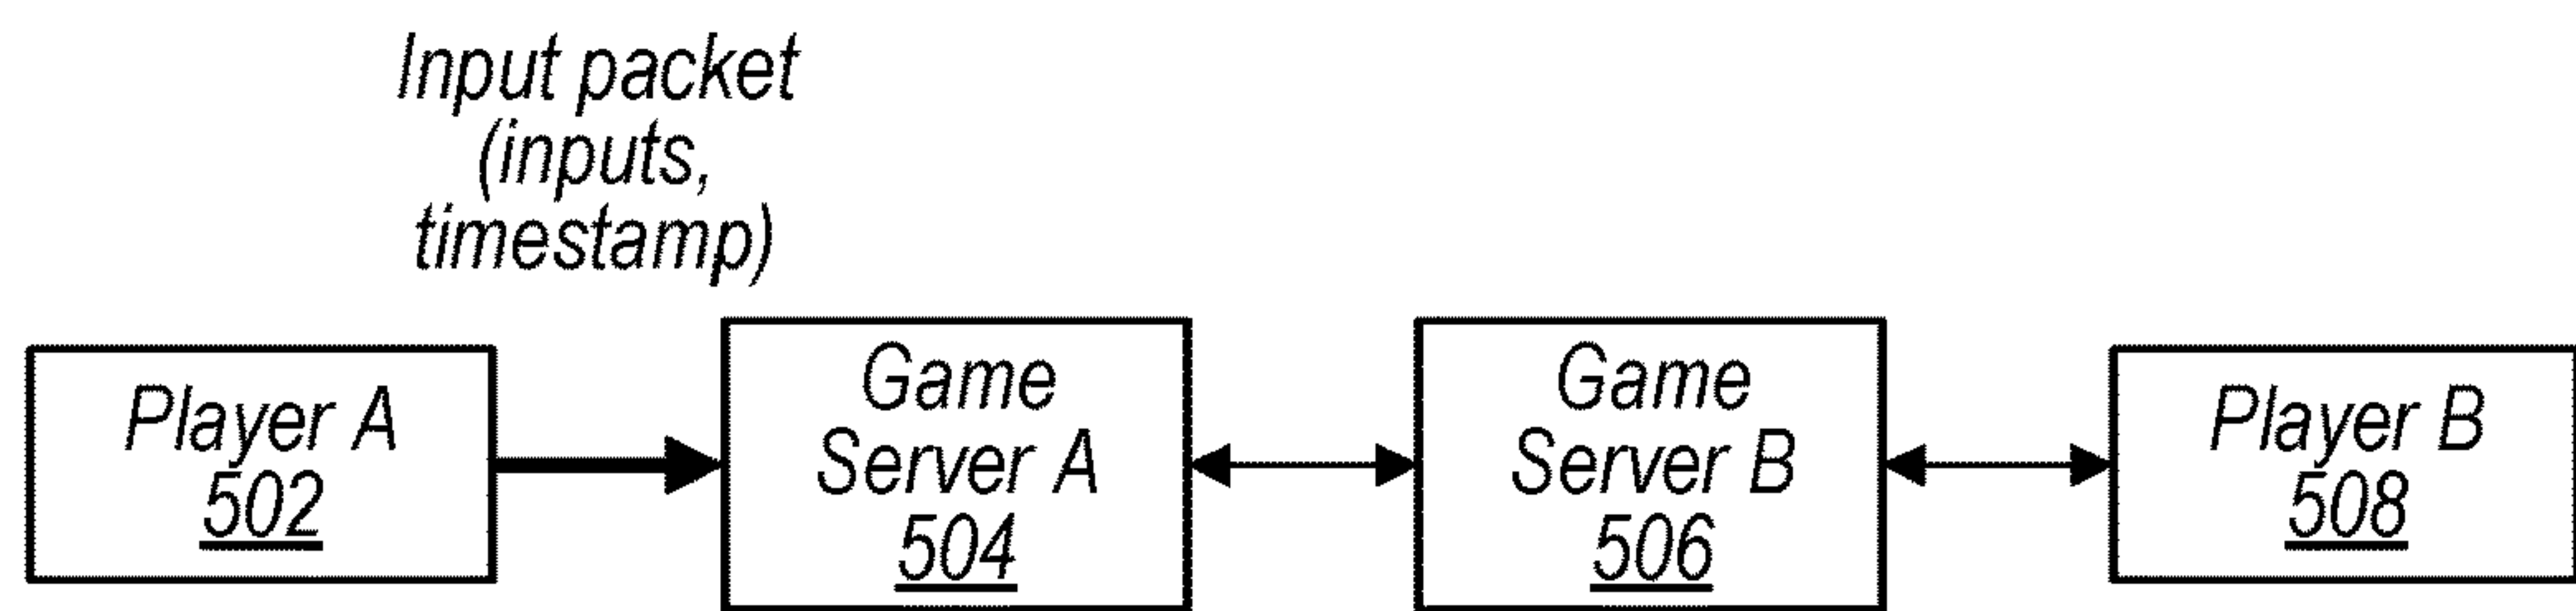 Input packet
(inputs,
timestamp)
Player A
502
Game
Server A
504
Game
Server B
506
Player B
508